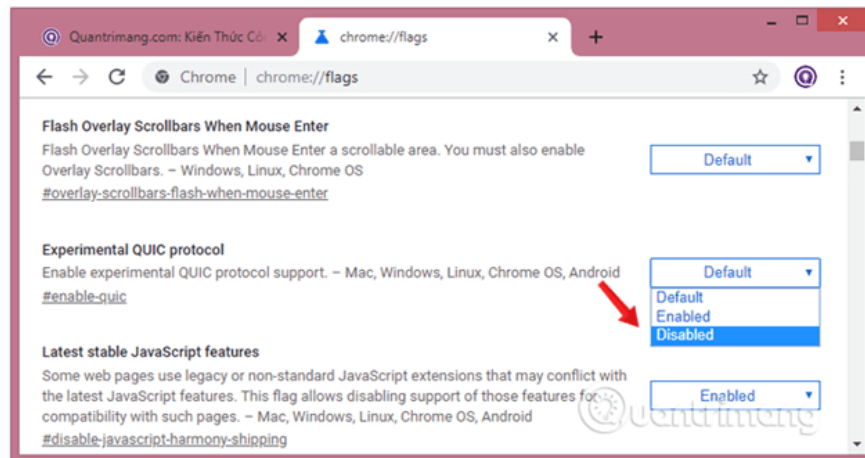 Quantrimang.com: Kiến Thức Cô
chrome://flags
Chrome | chrome://flags
Flash Overlay Scrollbars When Mouse Enter
Flash Overlay Scrollbars When Mouse Enter a scrollable area. You must also enable
Overlay Scrollbars. – Windows, Linux, Chrome OS
#overlay-scrollbars-flash-when-mouse-enter
Default
Experimental QUIC protocol
Enable experimental QUIC protocol support. – Mac, Windows, Linux, Chrome OS, Android
#enable-quic
Default
Default
Enabled
Disabled
Latest stable JavaScript features
Some web pages use legacy or non-standard JavaScript extensions that may conflict with
the latest JavaScript features. This flag allows disabling support of those features for
compatibility with such pages. – Mac, Windows, Linux, Chrome OS, Android
#disable-javascript-harmony-shipping
Enabled
Quantrimang